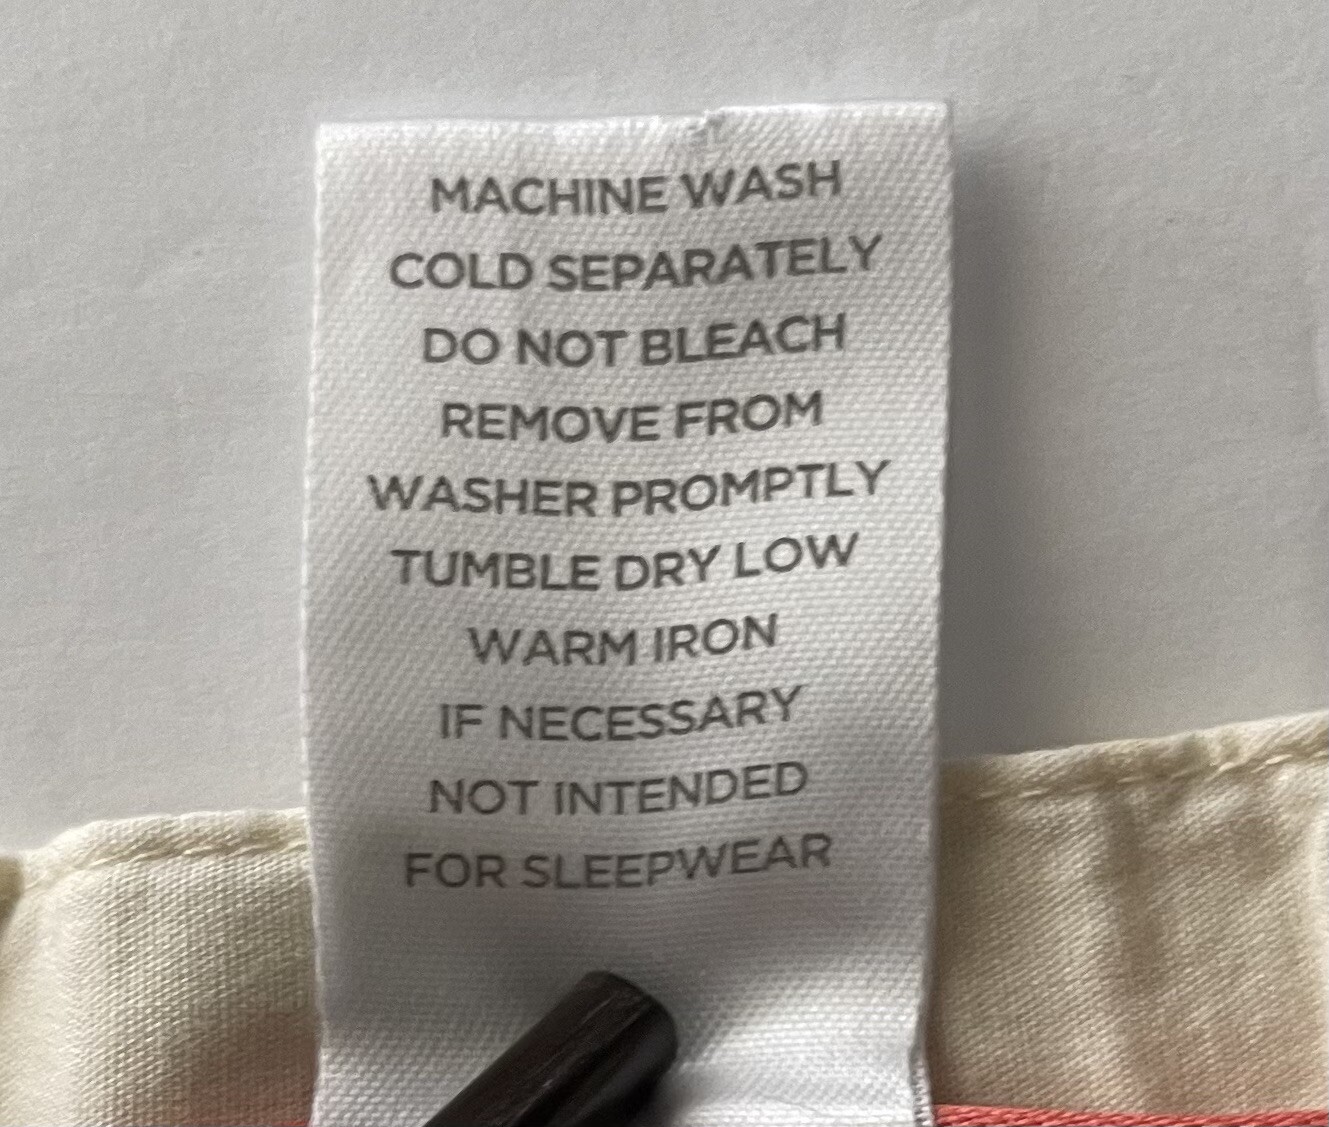 MACHINE WASH
COLD SEPARATELY
DO NOT BLEACH
REMOVE FROM
WASHER PROMPTLY
TUMBLE DRY LOW
WARM IRON
IF NECESSARY
NOT INTENDED
FOR SLEEPWEAR